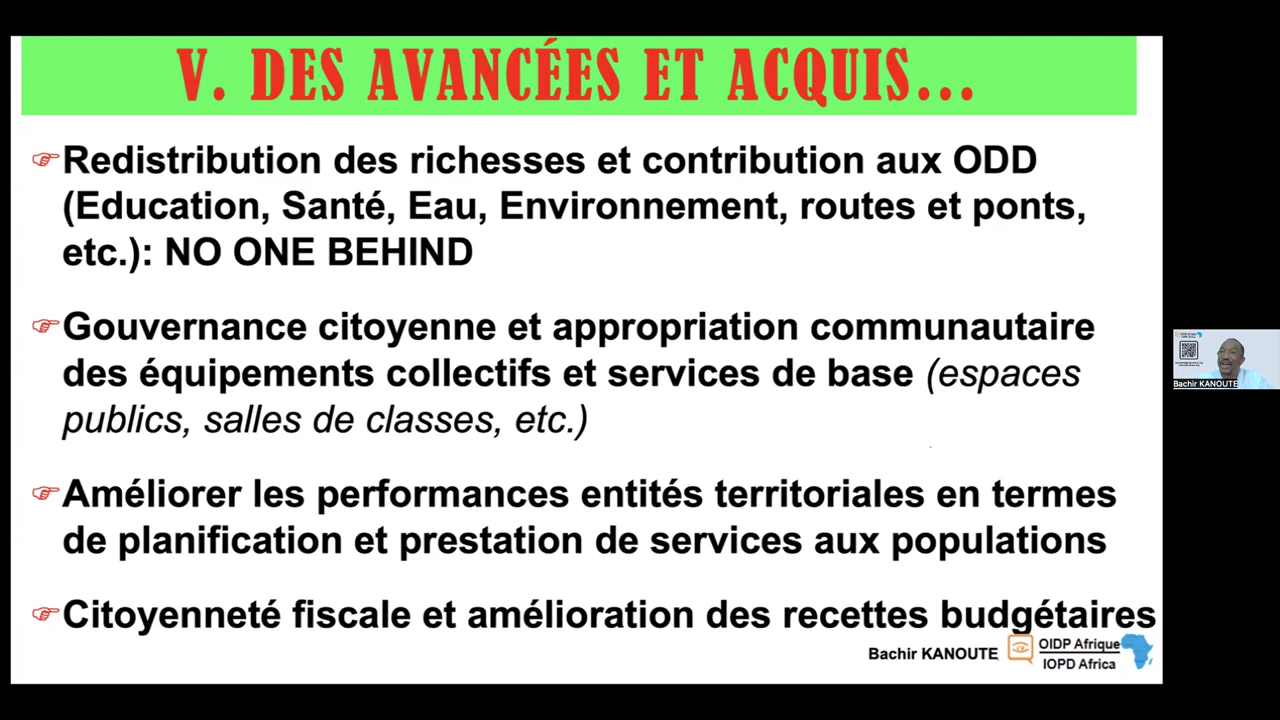 V. DES AVANCÉES ET ACQUIS...
Redistribution des richesses et contribution aux ODD
(Education, Santé, Eau, Environnement, routes et ponts,
etc.): NO ONE BEHIND
Gouvernance citoyenne et appropriation communautaire
des équipements collectifs et services de base (espaces
publics, salles de classes, etc.)
Améliorer les performances entités territoriales en termes
de planification et prestation de services aux populations
Citoyenneté fiscale et amélioration des recettes budgétaires
Bachir KANOUTE
OIDP Afrique
IOPD Africa
Bachir KANOUTE